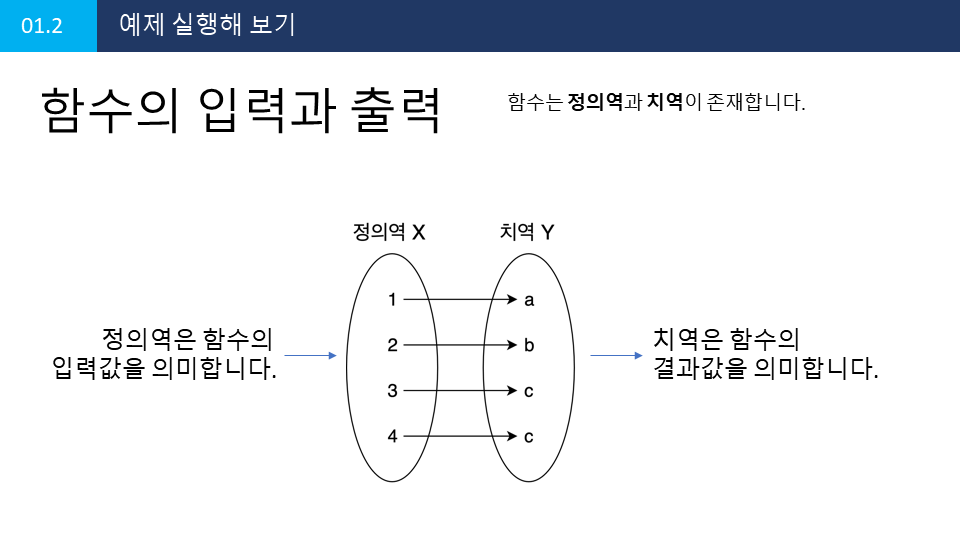 01.2
예제 실행해 보기
함수의 입력과 출력
함수는 정의역과 치역이 존재합니다.
정의역 X
치역 Y
1
a
2
b
3
c
4
c
정의역은 함수의
입력값을 의미합니다.
치역은 함수의
결과값을 의미합니다.